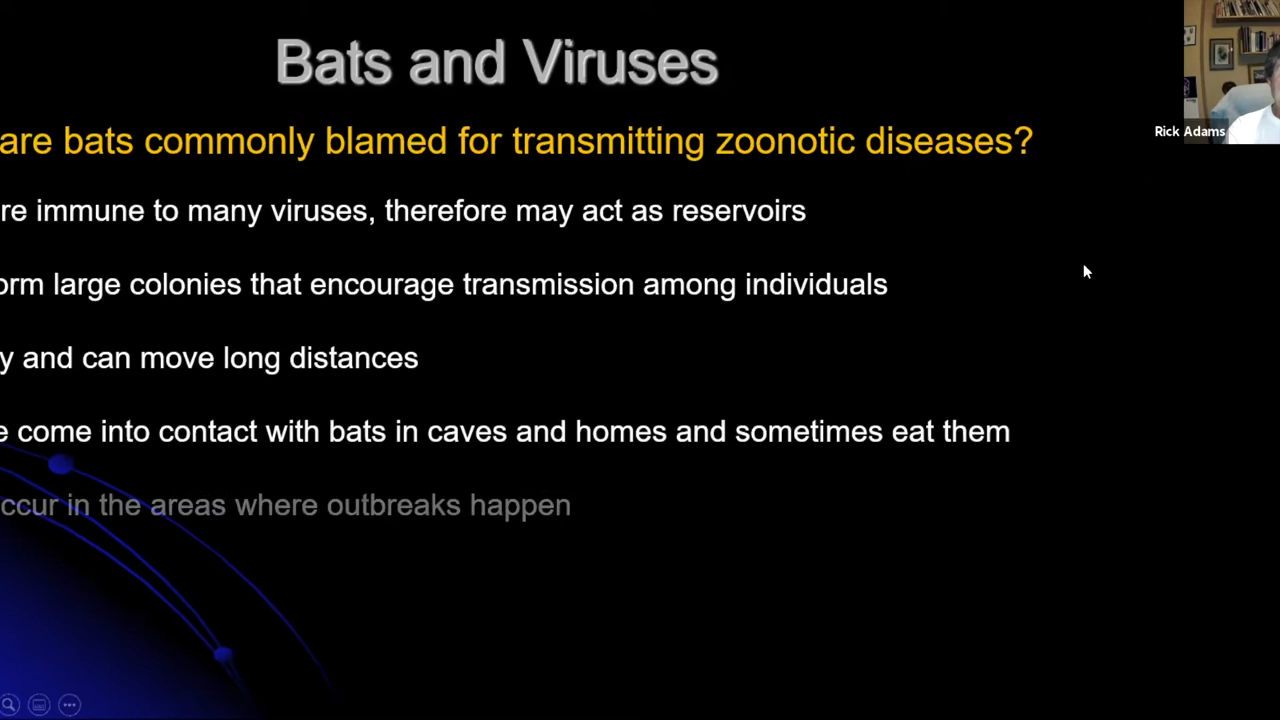 Bats and Viruses
are bats commonly blamed for transmitting zoonotic diseases?
re immune to many viruses, therefore may act as reservoirs
orm large colonies that encourage transmission among individuals
y and can move long distances
e come into contact with bats in caves and homes and sometimes eat them
ccur in the areas where outbreaks happen
Rick Adams